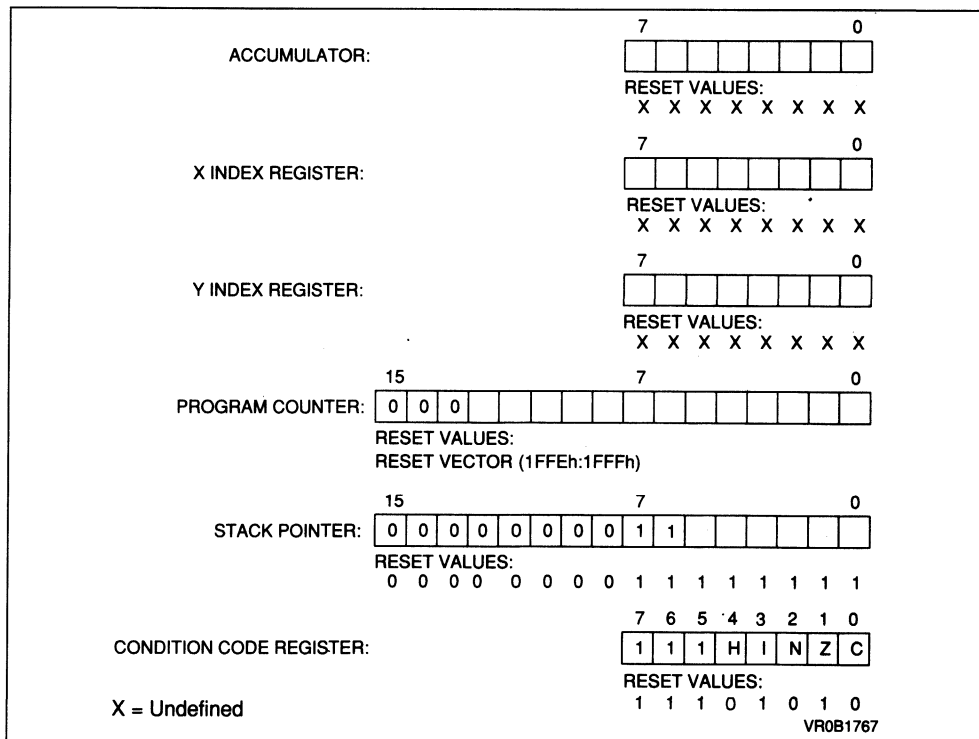 7 0
ACCUMULATOR:
RESET VALUES:
X X X X X X X X
7 0
X INDEX REGISTER:
RESET VALUES:
X X X X X X X X
7 0
Y INDEX REGISTER:
RESET VALUES:
X X X X X X X X
15 7 0
PROGRAM COUNTER: 0 0 0
RESET VALUES:
RESET VECTOR (1FFEh:1FFFh)
15 7 0
STACK POINTER: 0 0 0 0 0 0 0 0 1 1
RESET VALUES:
0 0 0 0 0 0 0 0 1 1 1 1 1 1 1 1
7 6 5 4 3 2 1 0
CONDITION CODE REGISTER: 1 1 1 H I N Z C
RESET VALUES:
1 1 1 0 1 0 1 0
X = Undefined
VR0B1767